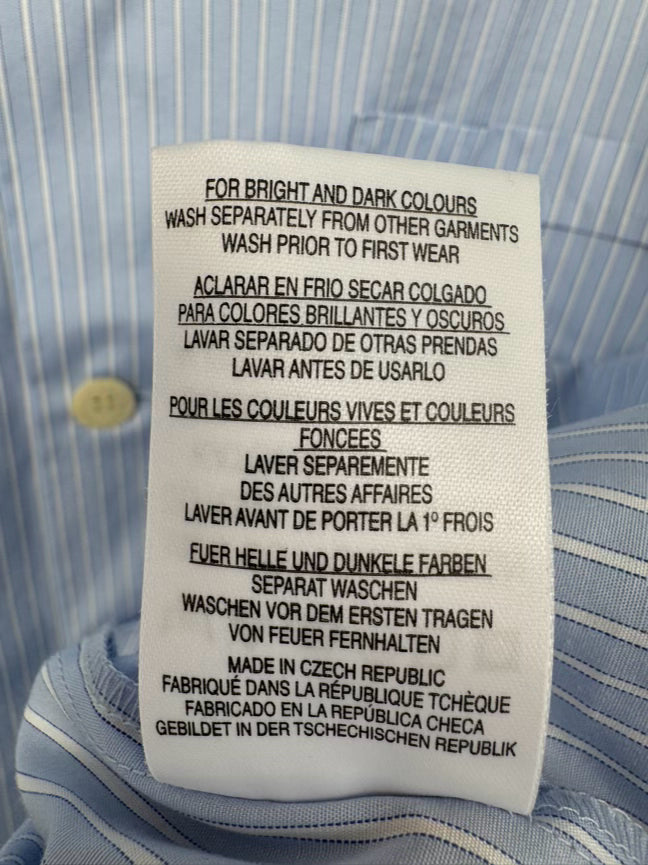 FOR BRIGHT AND DARK COLOURS
WASH SEPARATELY FROM OTHER GARMENTS
WASH PRIOR TO FIRST WEAR
ACLARAR EN FRIO SECAR COLGADO
PARA COLORES BRILLANTES Y OSCUROS
LAVAR SEPARADO DE OTRAS PRENDAS
LAVAR ANTES DE USARLO
POUR LES COULEURS VIVES ET COULEURS
FONCEES
LAVER SEPAREMENTE
DES AUTRES AFFAIRES
LAVER AVANT DE PORTER LA 1º FROIS
FUER HELLE UND DUNKELE FARBEN
SEPARAT WASCHEN
WASCHEN VOR DEM ERSTEN TRAGEN
VON FEUER FERNHALTEN
MADE IN CZECH REPUBLIC
FABRIQUÉ DANS LA RÉPUBLIQUE TCHÈQUE
FABRICADO EN LA REPÚBLICA CHECA
GEBILDET IN DER TSCHECHISCHEN REPUBLIK